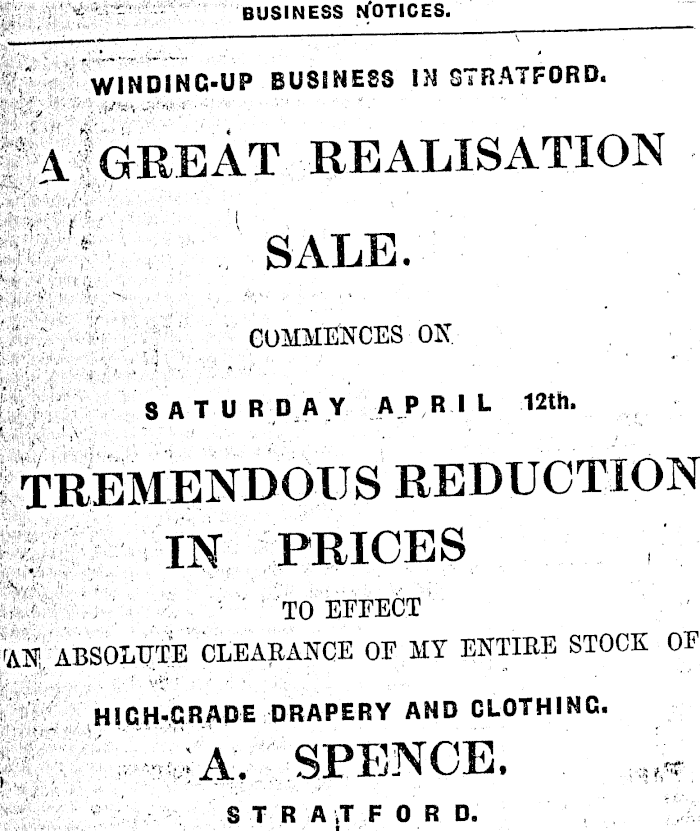 BUSINESS NOTICES.
WINDING-UP BUSINESS IN STRATFORD.
A GREAT REALISATION
SALE.
COMMENCES ON
SATURDAY APRIL 12th.
TREMENDOUS REDUCTION
IN PRICES
TO EFFECT
AN ABSOLUTE CLEARANCE OF MY ENTIRE STOCK OF
HIGH-GRADE DRAPERY AND CLOTHING.
A. SPENCE,
STRATFORD.